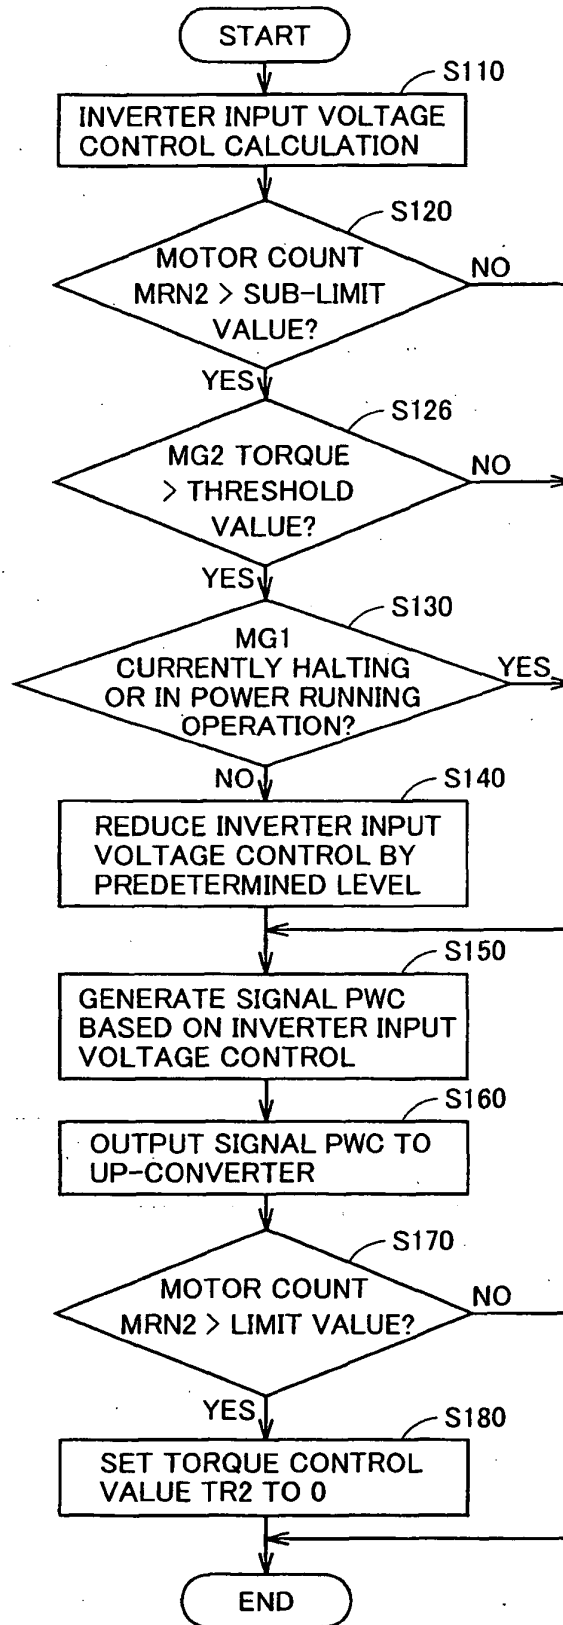 START
S110
INVERTER INPUT VOLTAGE
CONTROL CALCULATION
S120
MOTOR COUNT
MRN2 > SUB-LIMIT
VALUE?
NO
YES
S126
MG2 TORQUE
> THRESHOLD
VALUE?
NO
YES
S130
MG1
CURRENTLY HALTING
OR IN POWER RUNNING
OPERATION?
YES
NO
S140
REDUCE INVERTER INPUT
VOLTAGE CONTROL BY
PREDETERMINED LEVEL
S150
GENERATE SIGNAL PWC
BASED ON INVERTER INPUT
VOLTAGE CONTROL
S160
OUTPUT SIGNAL PWC TO
UP-CONVERTER
S170
MOTOR COUNT
MRN2 > LIMIT VALUE?
NO
YES
S180
SET TORQUE CONTROL
VALUE TR2 TO 0
END